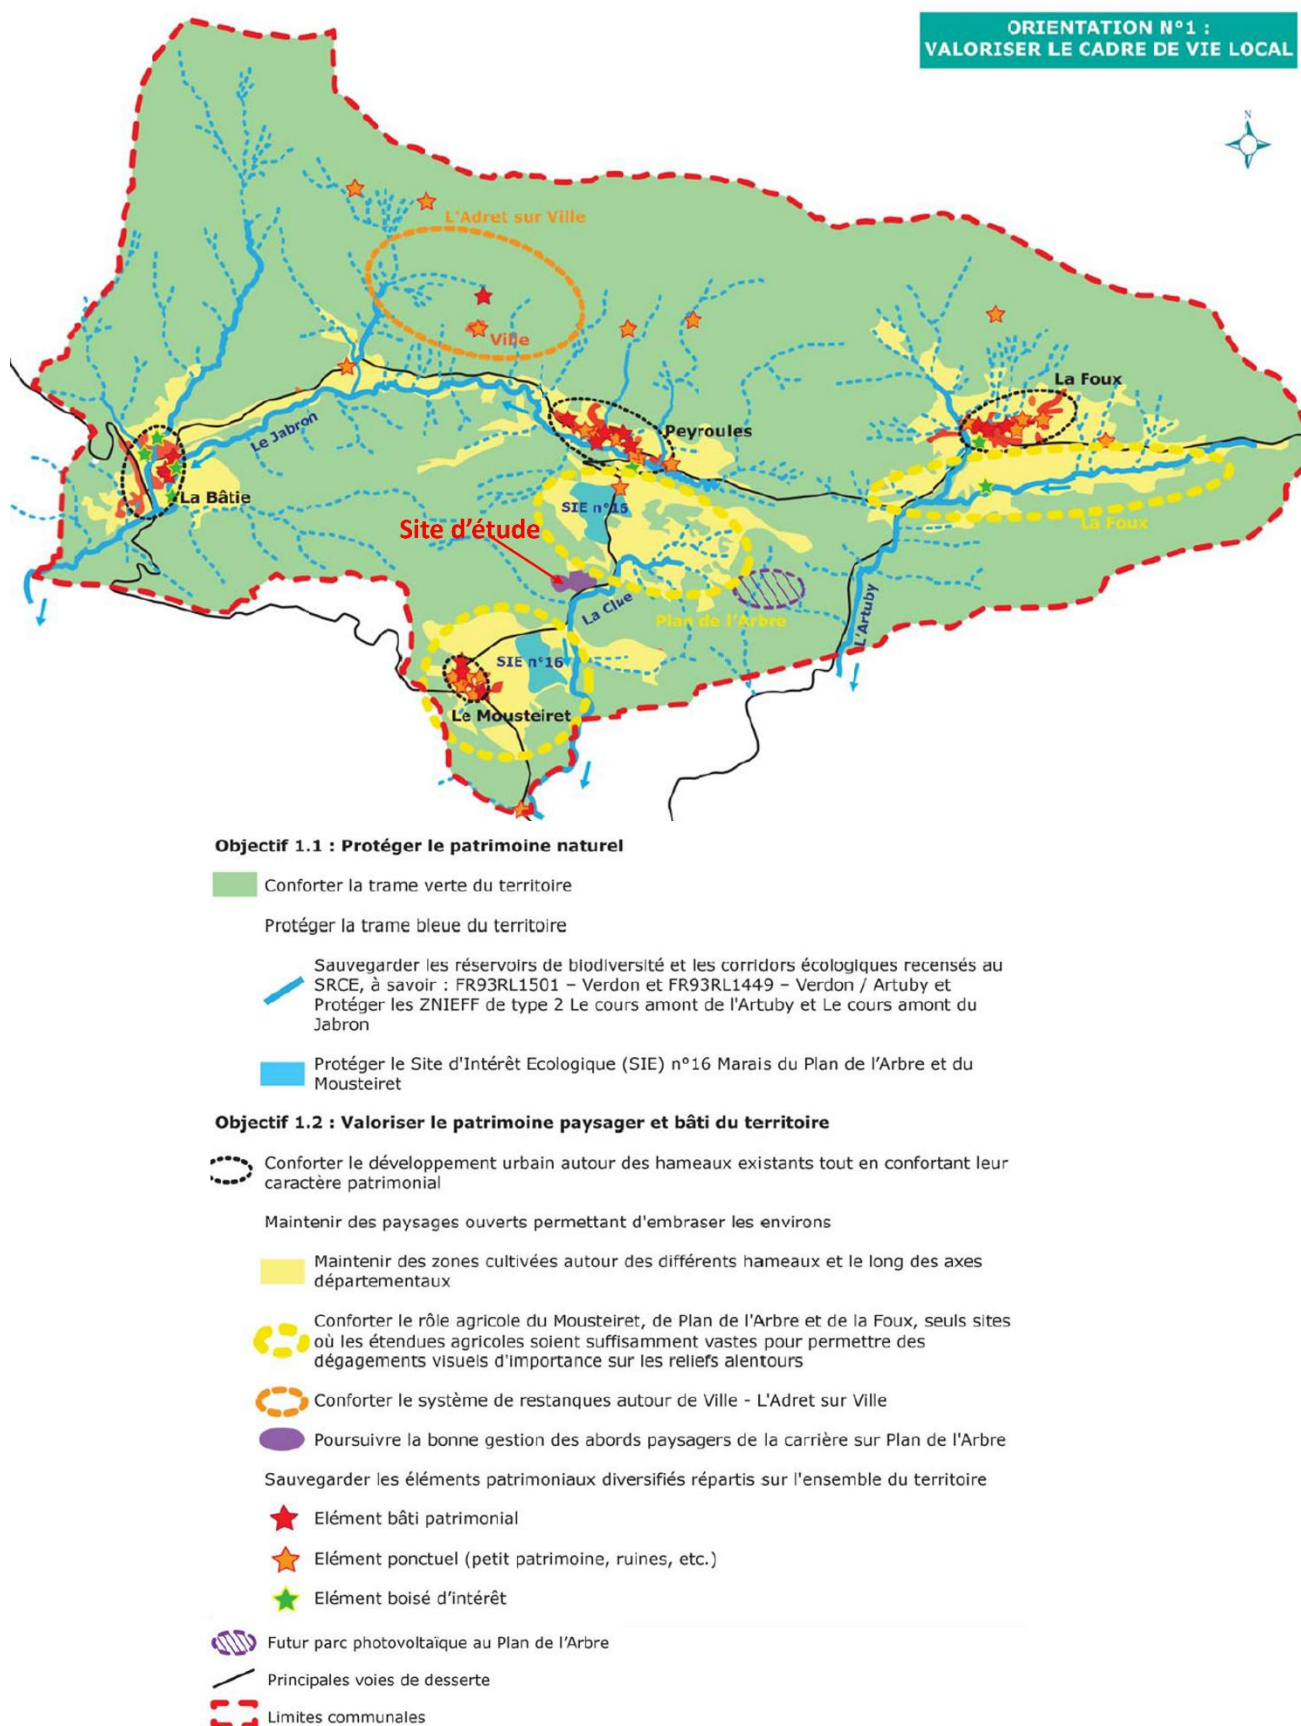 ORIENTATION N°1 :
VALORISER LE CADRE DE VIE LOCAL
N
L'Adret sur Ville
Ville
La Foux
Peyroules
Le Jabron
La Bâtie
SIE n°15
La Foux
Site d'étude
La Clue
Plan de l'Arbre
L'Artuby
SIE n°16
Le Mousteiret
Objectif 1.1 : Protéger le patrimoine naturel
Conforter la trame verte du territoire
Protéger la trame bleue du territoire
Sauvegarder les réservoirs de biodiversité et les corridors écologiques recensés au
SRCE, à savoir : FR93RL1501 – Verdon et FR93RL1449 – Verdon / Artuby et
Protéger les ZNIEFF de type 2 Le cours amont de l'Artuby et Le cours amont du
Jabron
Protéger le Site d'Intérêt Ecologique (SIE) n°16 Marais du Plan de l'Arbre et du
Mousteiret
Objectif 1.2 : Valoriser le patrimoine paysager et bâti du territoire
Conforter le développement urbain autour des hameaux existants tout en confortant leur
caractère patrimonial
Maintenir des paysages ouverts permettant d'embraser les environs
Maintenir des zones cultivées autour des différents hameaux et le long des axes
départementaux
Conforter le rôle agricole du Mousteiret, de Plan de l'Arbre et de la Foux, seuls sites
où les étendues agricoles soient suffisamment vastes pour permettre des
dégagements visuels d'importance sur les reliefs alentours
Conforter le système de restanques autour de Ville - L'Adret sur Ville
Poursuivre la bonne gestion des abords paysagers de la carrière sur Plan de l'Arbre
Sauvegarder les éléments patrimoniaux diversifiés répartis sur l'ensemble du territoire
Elément bâti patrimonial
Elément ponctuel (petit patrimoine, ruines, etc.)
Elément boisé d'intérêt
Futur parc photovoltaïque au Plan de l'Arbre
Principales voies de desserte
Limites communales